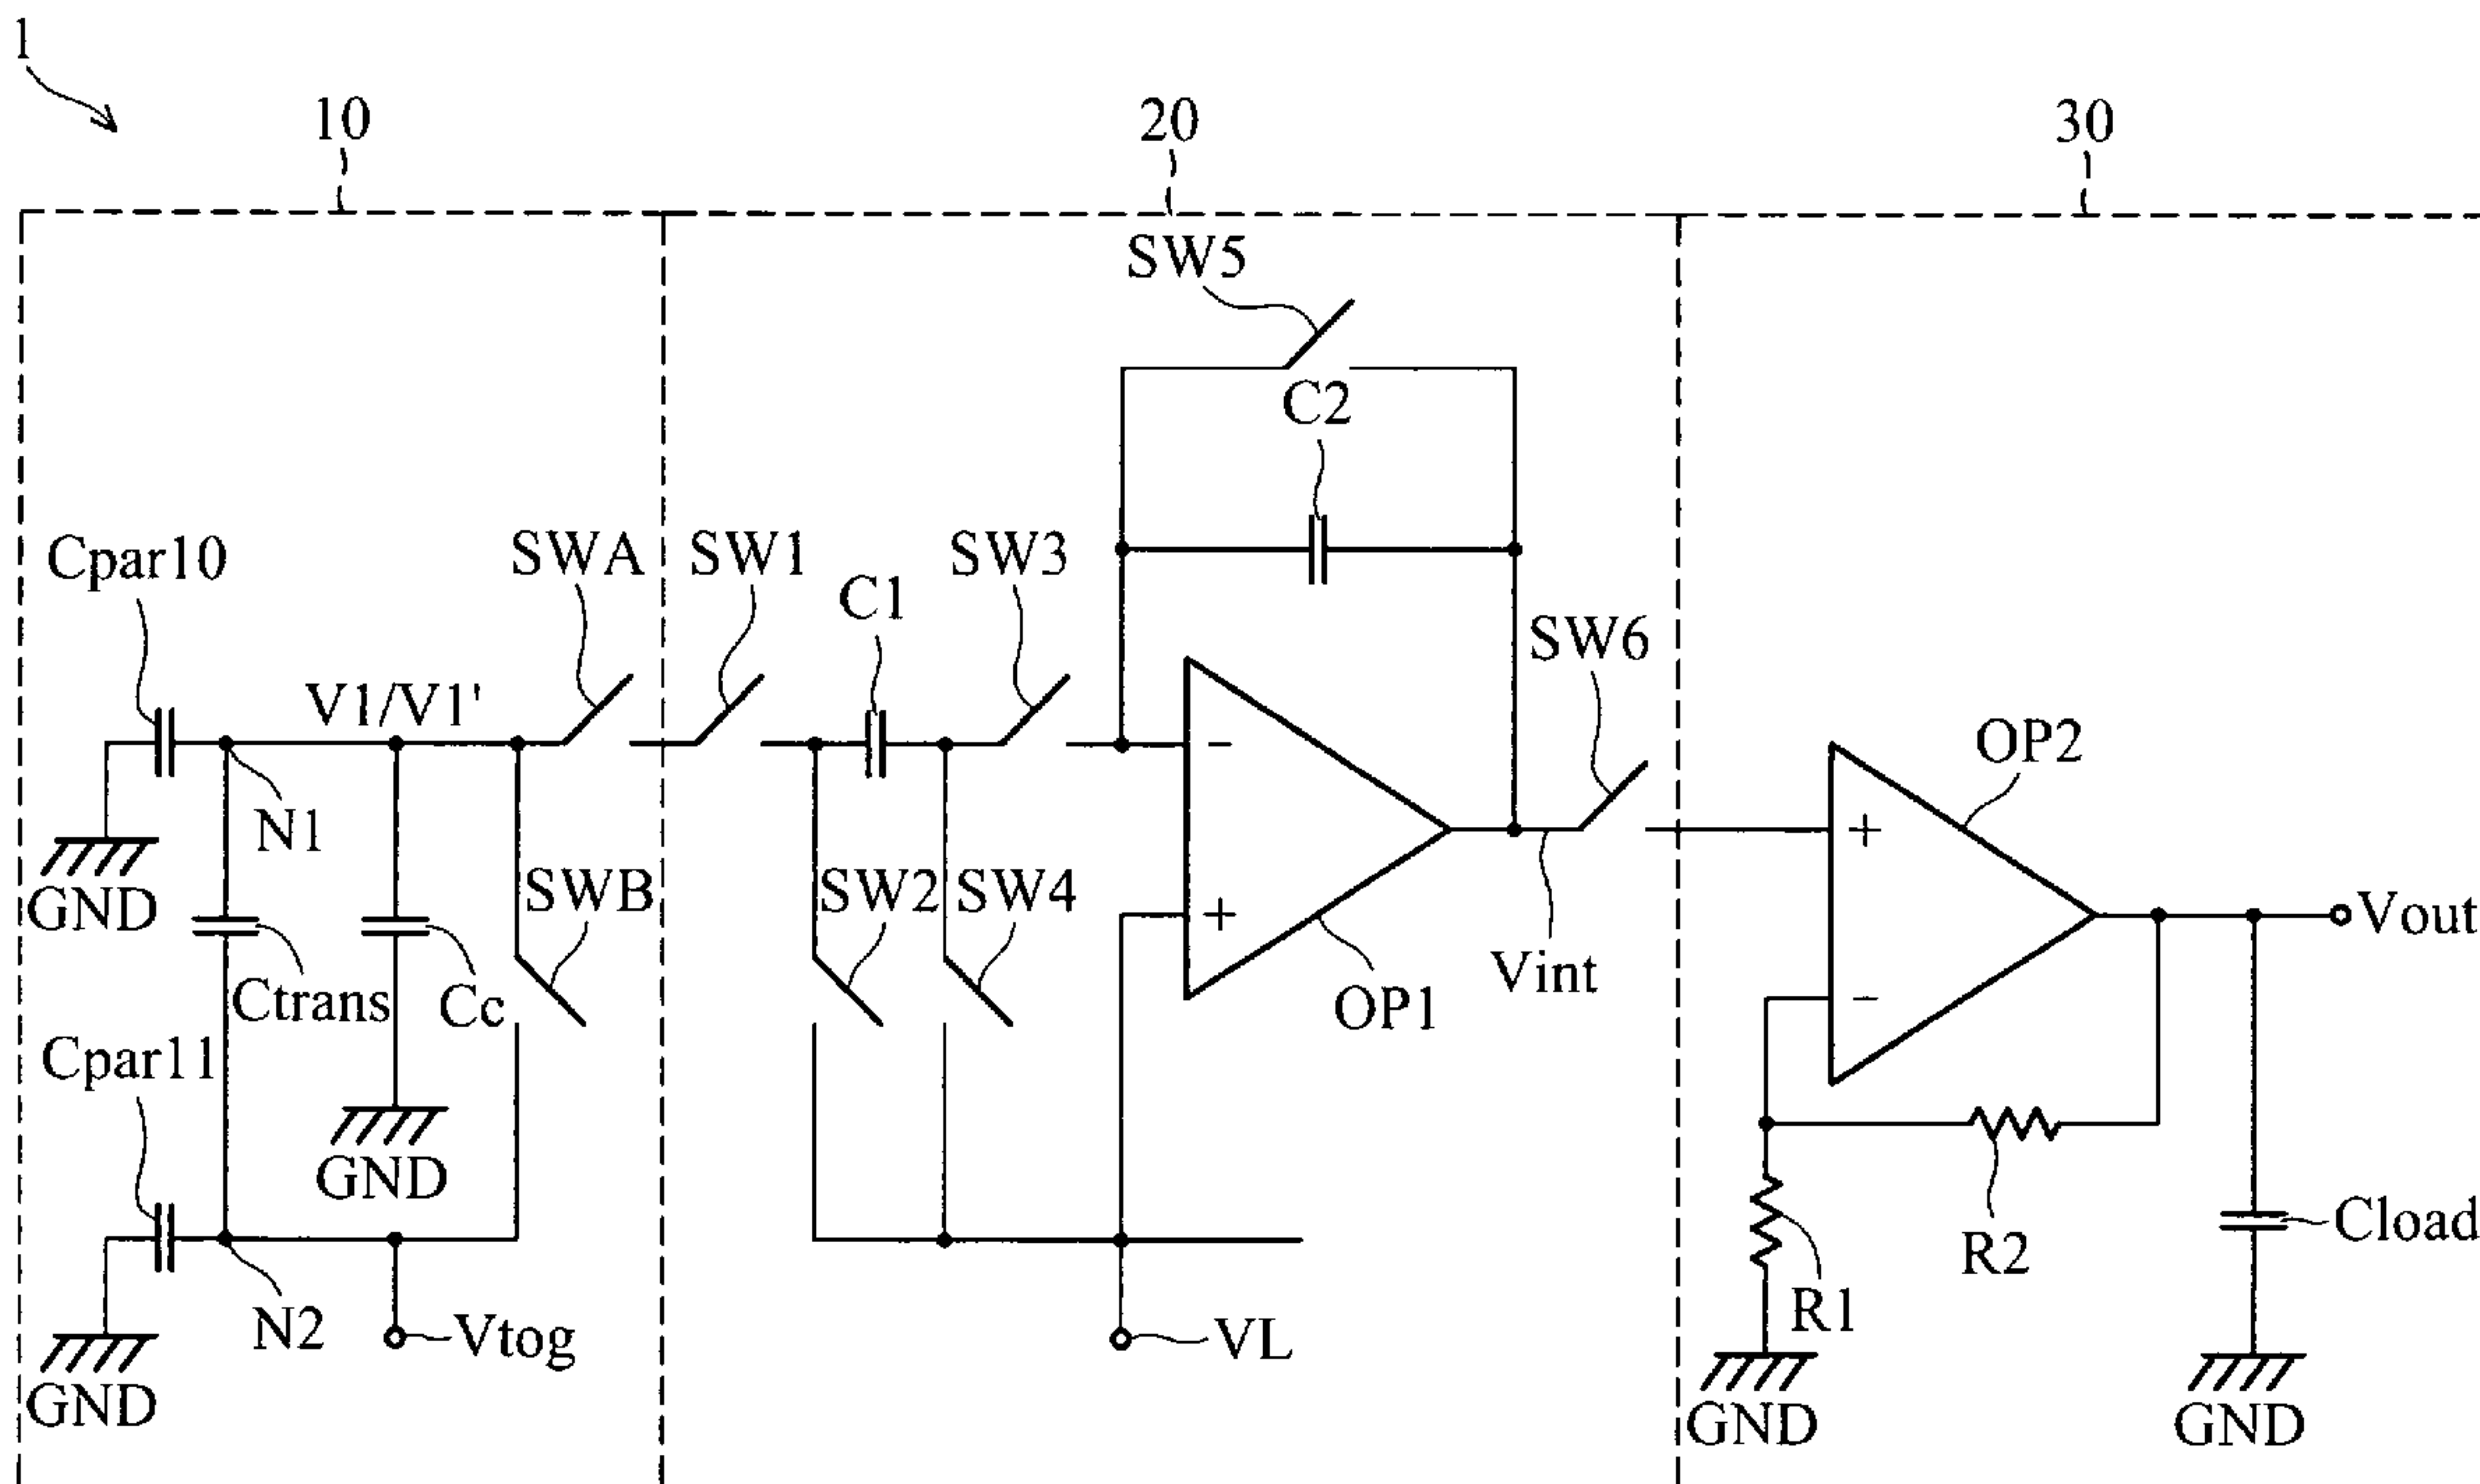 1
10
20
30
SW5
C2
Cpar10
SWA
SW1
C1
SW3
SW6
V1/V1'
OP2
N1
-
+
GND
SWB
SW2
SW4
+
Vout
Ctrans
Cc
Vint
OP1
-
Cpar11
GND
R2
Cload
N2
Vtog
VL
R1
GND
GND
GND